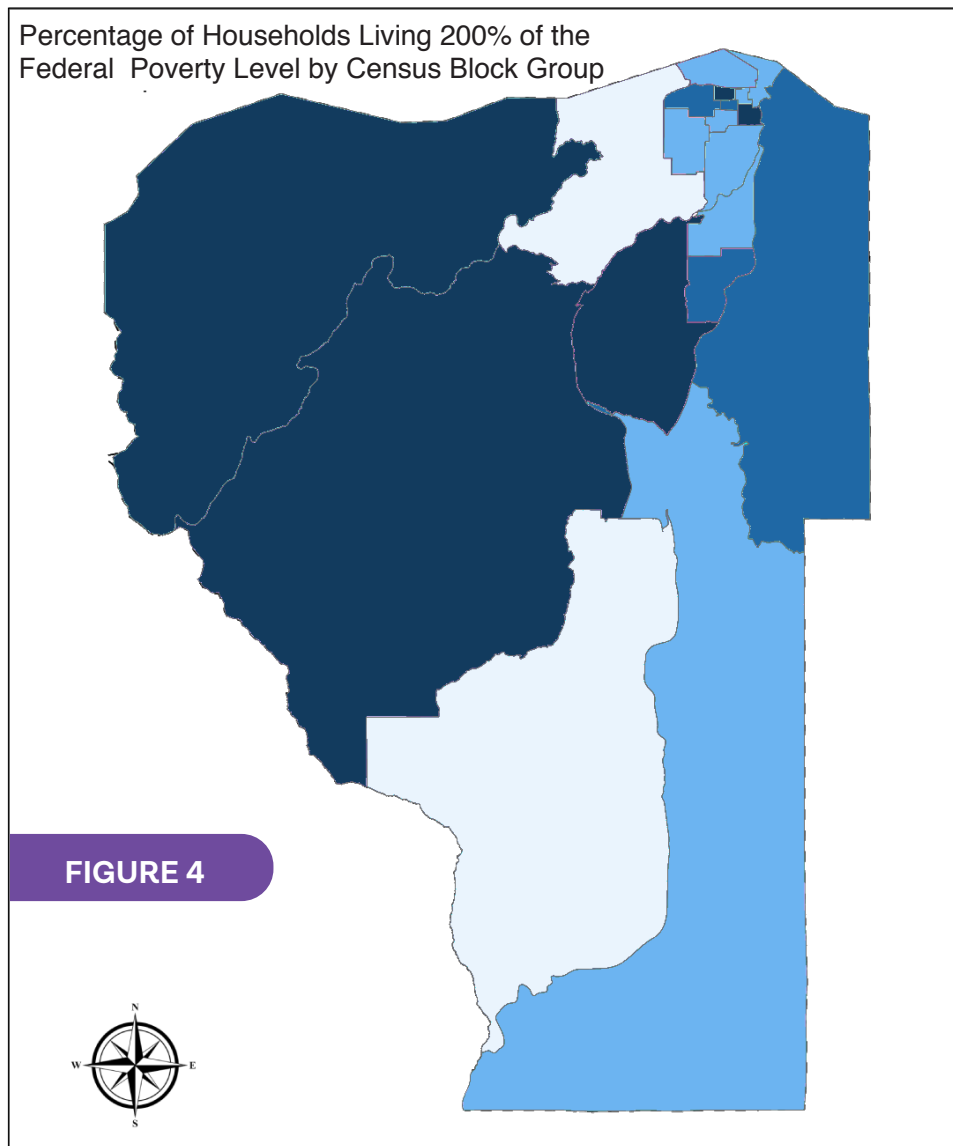 Percentage of Households Living 200% of the
Federal Poverty Level by Census Block Group
FIGURE 4
N
W E
S